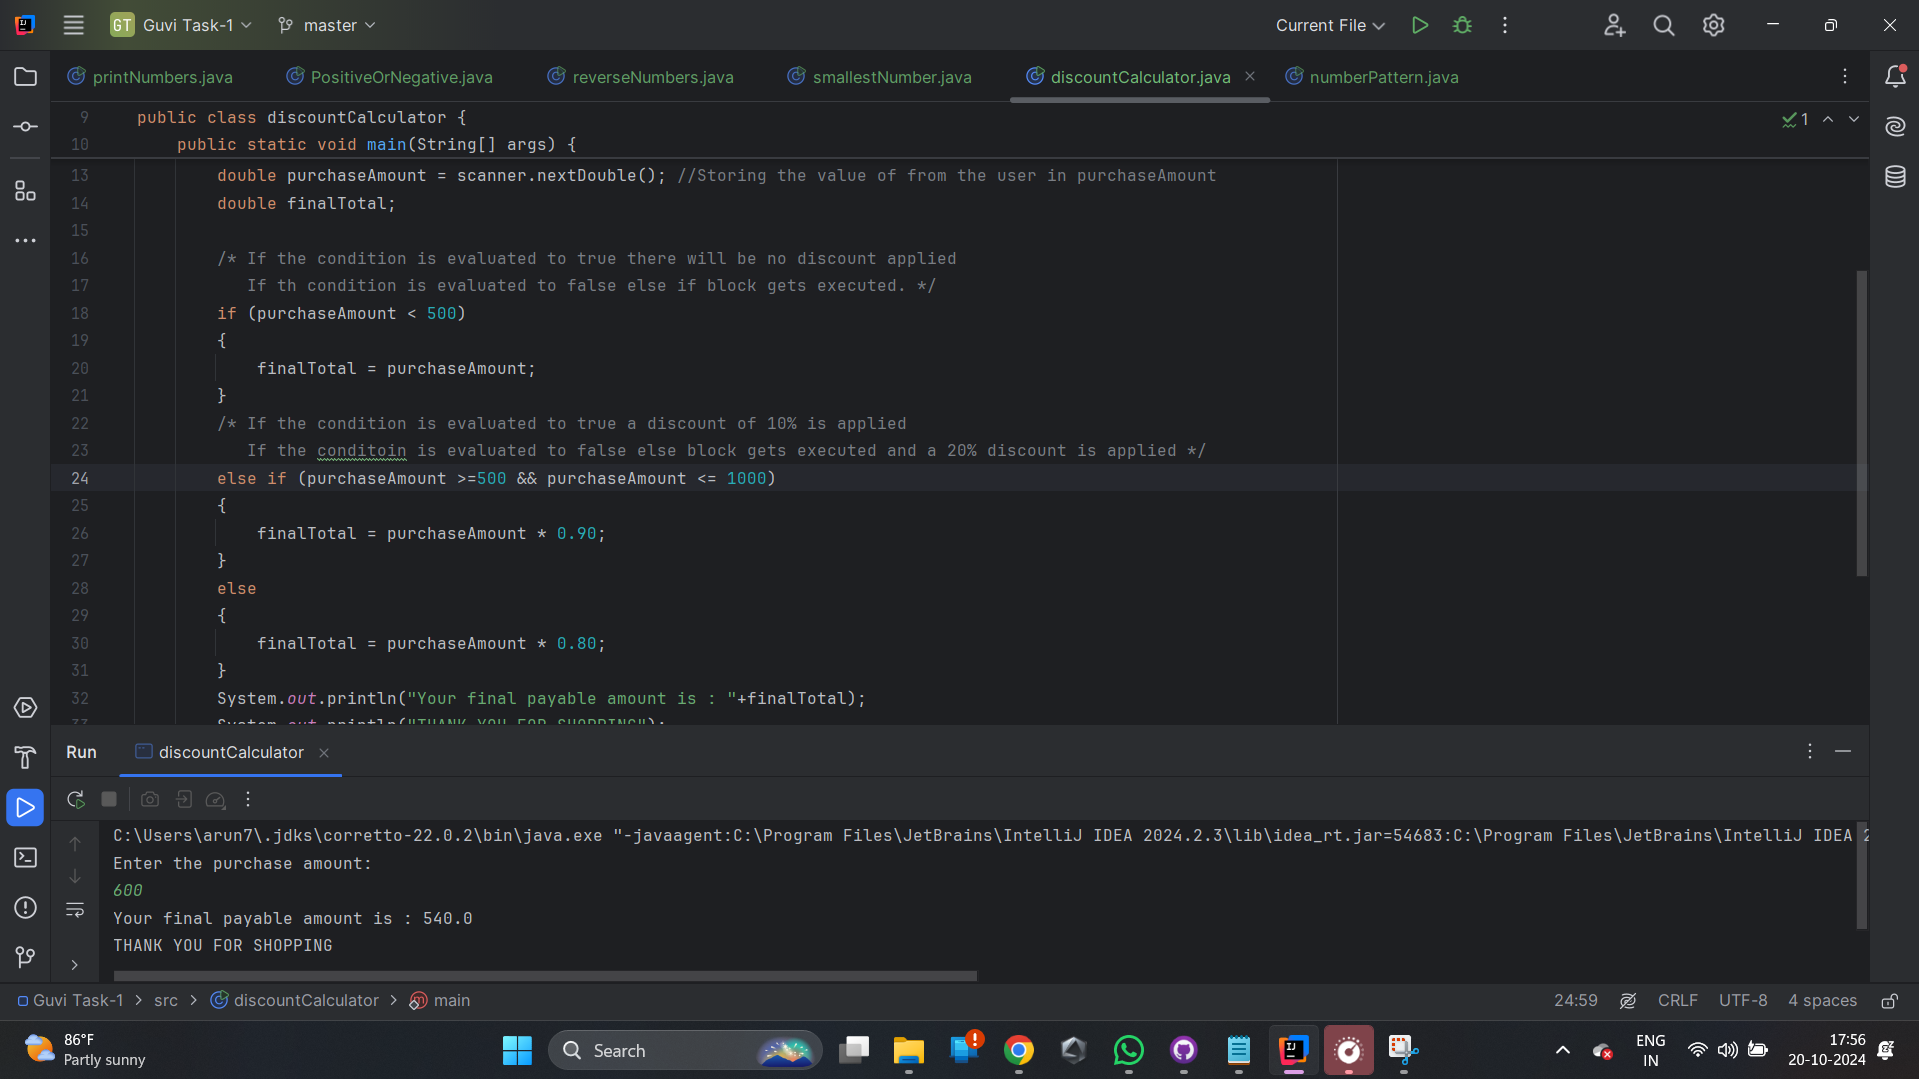 GT Guvi Task-1 master Current File
printNumbers.java PositiveOrNegative.java reverseNumbers.java smallestNumber.java discountCalculator.java numberPattern.java
9 public class discountCalculator { 1
10 public static void main(String[] args) {
13 double purchaseAmount = scanner.nextDouble(); //Storing the value of from the user in purchaseAmount
14 double finalTotal;
15
16 /* If the condition is evaluated to true there will be no discount applied
17 If th condition is evaluated to false else if block gets executed. */
18 if (purchaseAmount < 500)
19 {
20 finalTotal = purchaseAmount;
21 }
22 /* If the condition is evaluated to true a discount of 10% is applied
23 If the conditoin is evaluated to false else block gets executed and a 20% discount is applied */
24 else if (purchaseAmount >=500 && purchaseAmount <= 1000)
25 {
26 finalTotal = purchaseAmount * 0.90;
27 }
28 else
29 {
30 finalTotal = purchaseAmount * 0.80;
31 }
32 System.out.println("Your final payable amount is : "+finalTotal);
33 System.out.println("THANK YOU FOR SHOPPING");
Run discountCalculator
C:\Users\arun7\.jdks\corretto-22.0.2\bin\java.exe "-javaagent:C:\Program Files\JetBrains\IntelliJ IDEA 2024.2.3\lib\idea_rt.jar=54683:C:\Program Files\JetBrains\IntelliJ IDEA 2
Enter the purchase amount:
600
Your final payable amount is : 540.0
THANK YOU FOR SHOPPING
Guvi Task-1 > src > discountCalculator > main 24:59 CRLF UTF-8 4 spaces
86°F
Partly sunny
Search
ENG
IN
17:56
20-10-2024